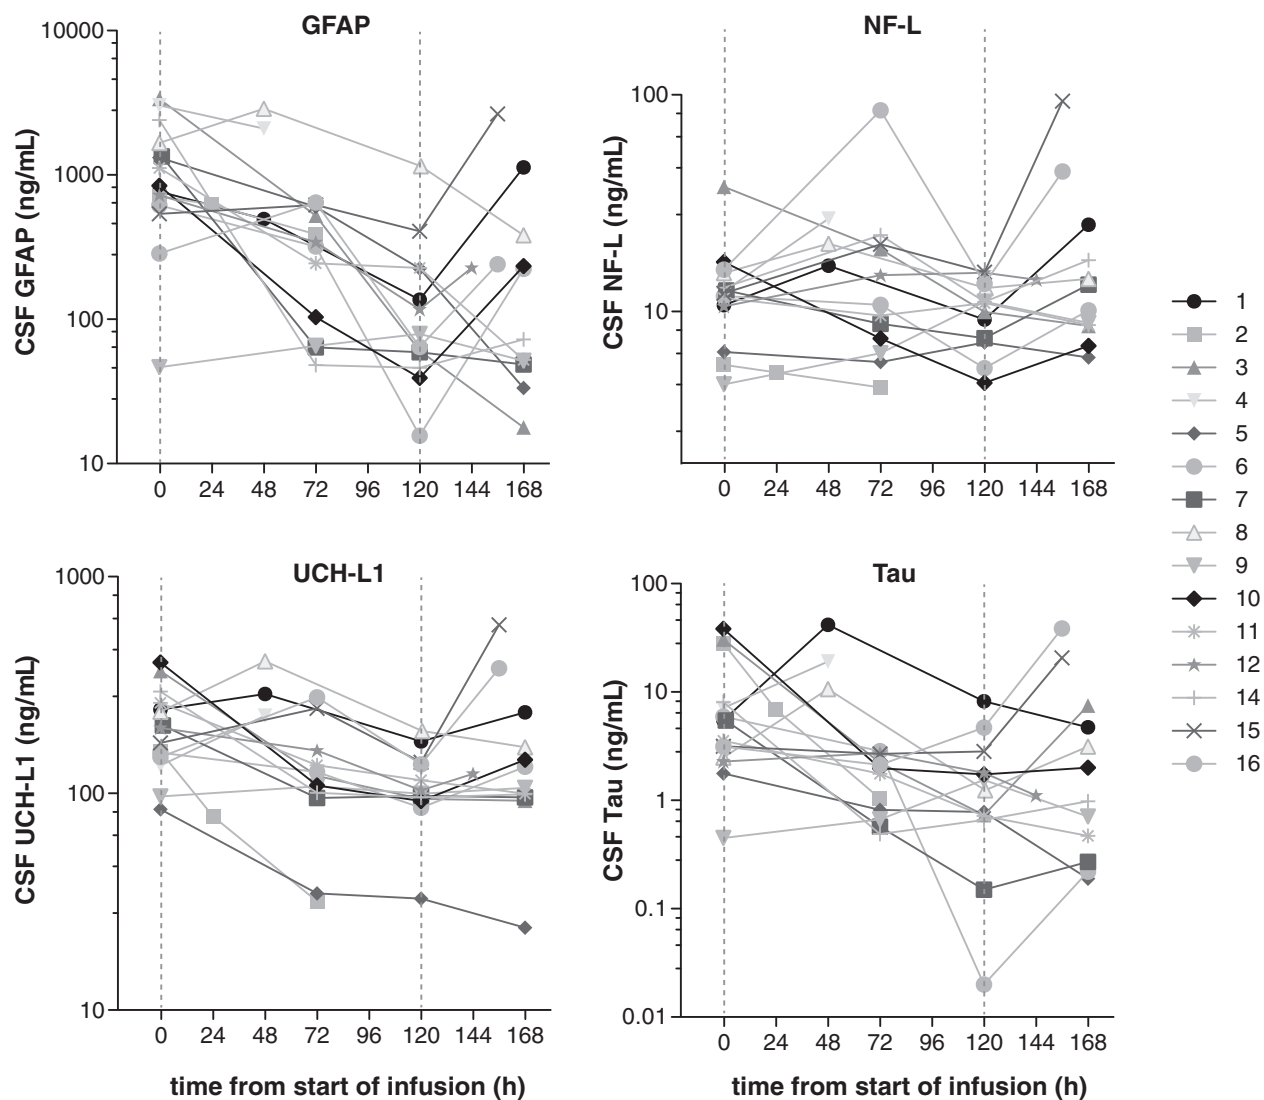 GFAP
CSF GFAP (ng/mL)
10000
1000
100
10
0 24 48 72 96 120 144 168
NF-L
CSF NF-L (ng/mL)
100
10
0 24 48 72 96 120 144 168
UCH-L1
CSF UCH-L1 (ng/mL)
1000
100
10
0 24 48 72 96 120 144 168
time from start of infusion (h)
Tau
CSF Tau (ng/mL)
100
10
1
0.1
0.01
0 24 48 72 96 120 144 168
time from start of infusion (h)
1
2
3
4
5
6
7
8
9
10
11
12
14
15
16